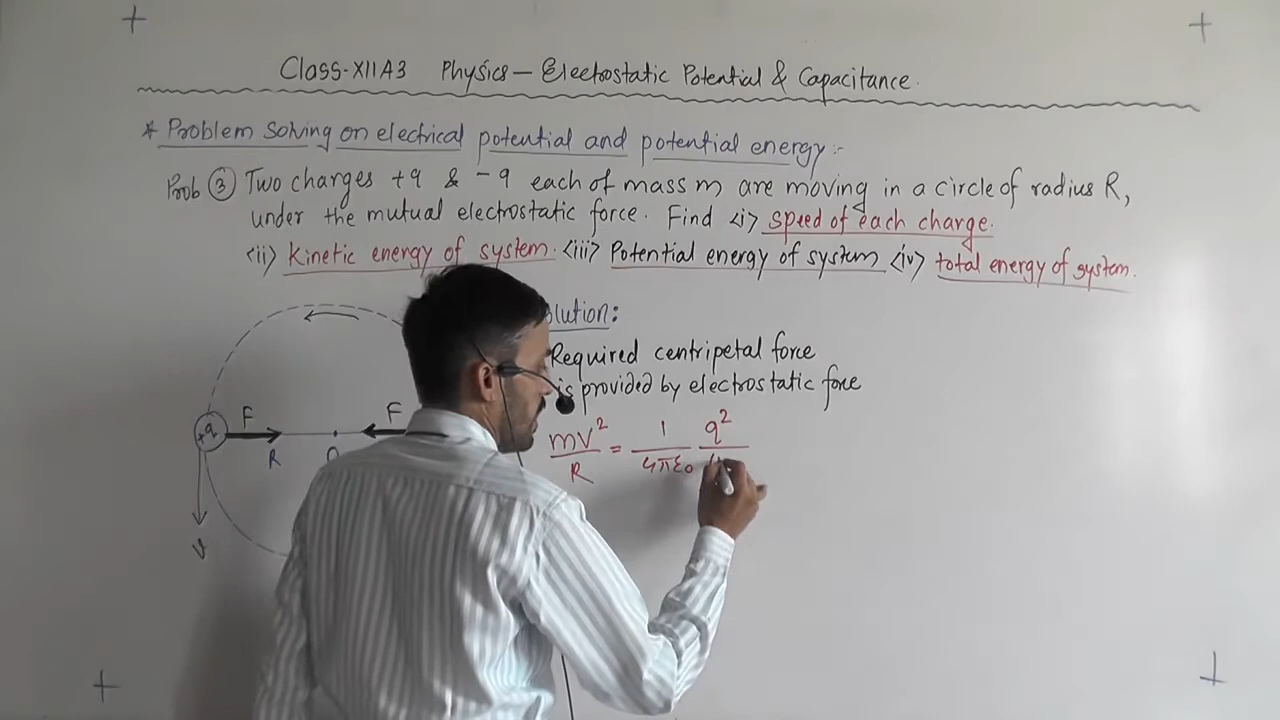 Class-XII A3 Physics – Electrostatic Potential & Capacitance.
* Problem solving on electrical potential and potential energy :-
Prob ③ Two charges +q & -q each of mass m are moving in a circle of radius R,
under the mutual electrostatic force. Find <i> speed of each charge.
<ii> Kinetic energy of system. <iii> Potential energy of system <iv> total energy of system.
lution:
Required centripetal force
is provided by electrostatic force
mv²/R = 1/4πε₀ q²/
F F
+q
R
v